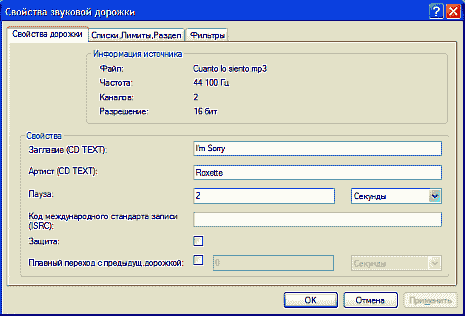 Свойства звуковой дорожки
Свойства дорожки Списки,Лимиты,Раздел Фильтры
Информация источника
Файл: Cuanto lo siento.mp3
Частота: 44 100 Гц
Каналов: 2
Разрешение: 16 бит
Свойства
Заглавие (CD TEXT): I'm Sorry
Артист (CD TEXT): Roxette
Пауза: 2 Секунды
Код международного стандарта записи
(ISRC):
Защита:
Плавный переход с предыдущ.дорожкой: 0 Секунды
OK Отмена Применить